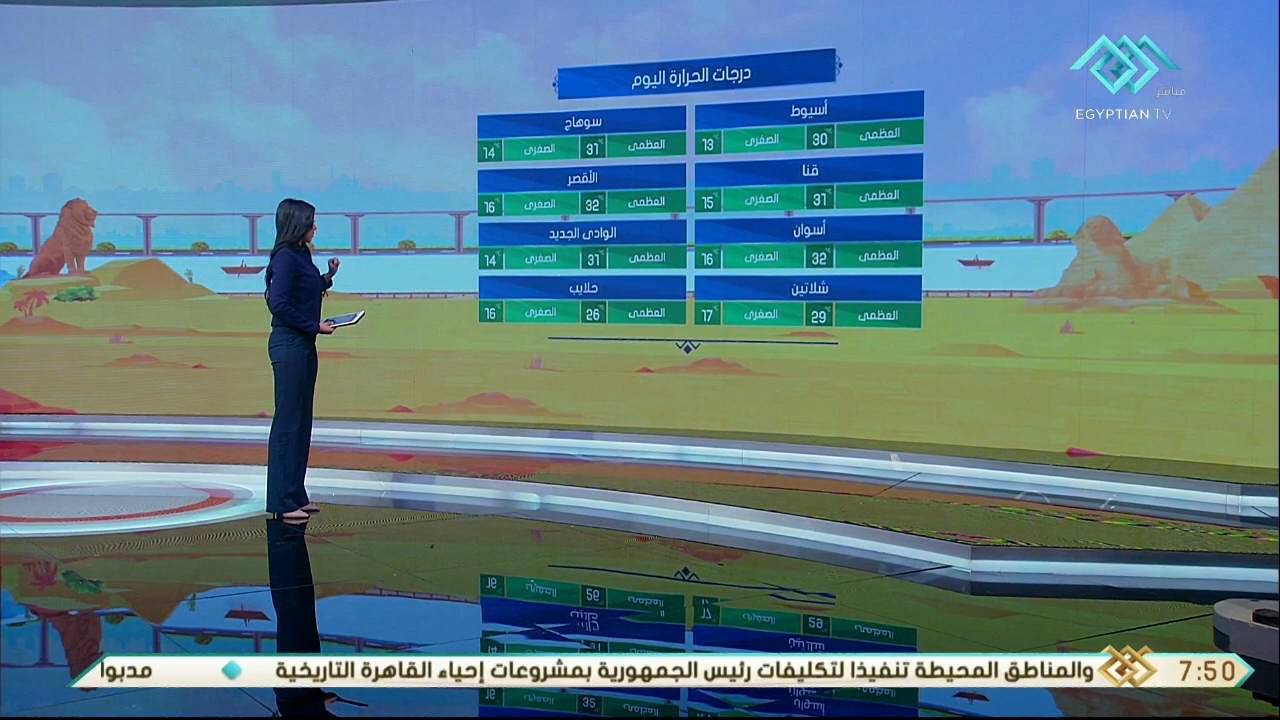 درجات الحرارة اليوم
مباشر
EGYPTIAN TV
أسيوط
العظمى 30°c الصغرى 13°c
سوهاج
العظمى 31°c الصغرى 14°c
قنا
العظمى 31°c الصغرى 15°c
الأقصر
العظمى 32°c الصغرى 16°c
أسوان
العظمى 32°c الصغرى 16°c
الوادى الجديد
العظمى 31°c الصغرى 14°c
شلاتين
العظمى 29°c الصغرى 17°c
حلايب
العظمى 26°c الصغرى 16°c
7:50
والمناطق المحيطة تنفيذا لتكليفات رئيس الجمهورية بمشروعات إحياء القاهرة التاريخية
مدبوا